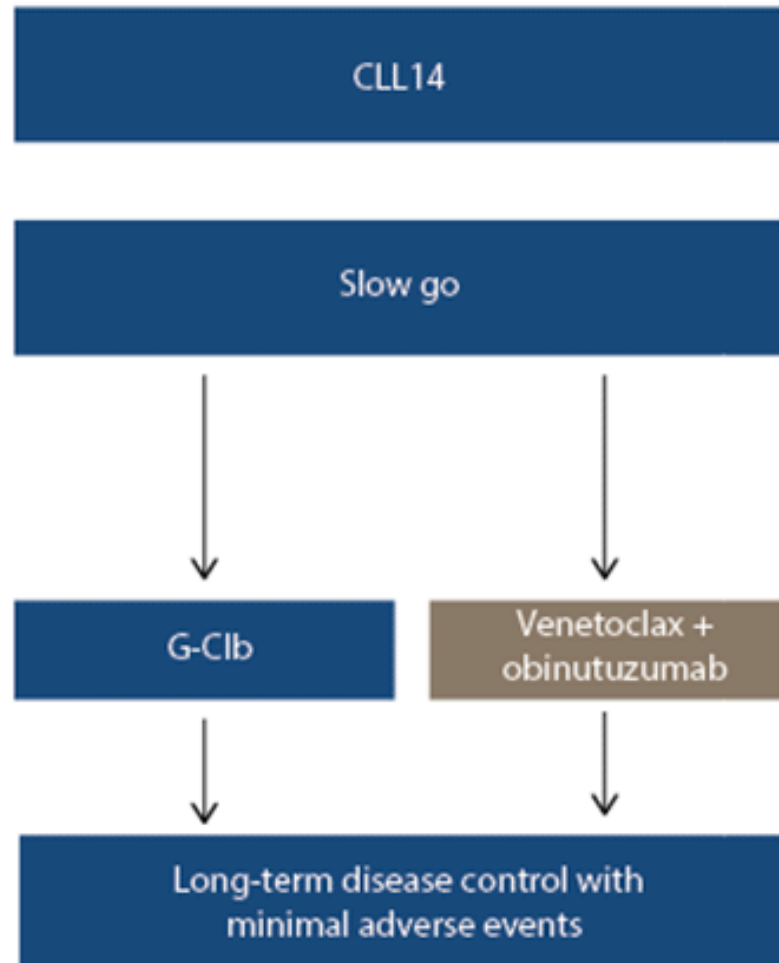 CLL14
Slow go
G-Clb
Venetoclax +
obinutuzumab
Long-term disease control with
minimal adverse events